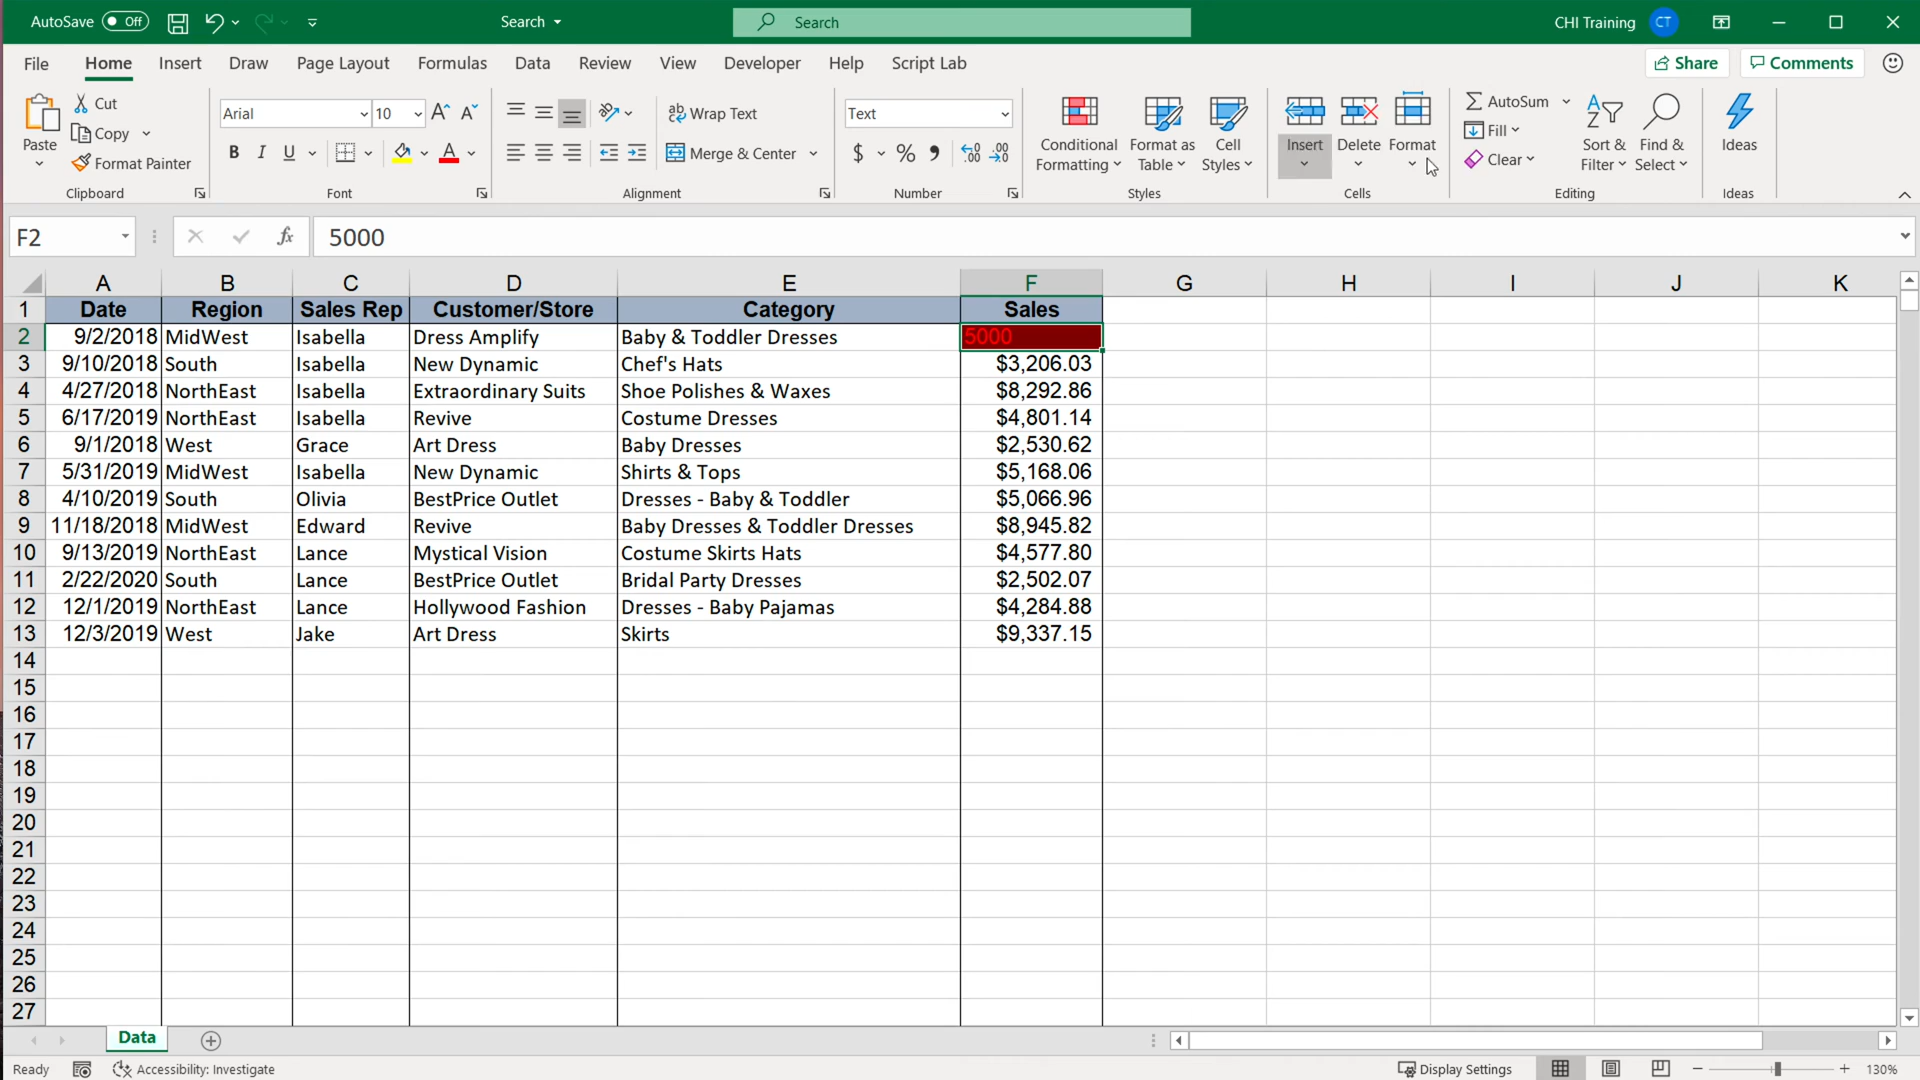 AutoSave Off Search Search CHI Training CT
File Home Insert Draw Page Layout Formulas Data Review View Developer Help Script Lab Share Comments
Paste Cut Copy Format Painter Clipboard
Arial 10 B I U A Font
Wrap Text Merge & Center Alignment
Text $ % Number
Conditional Formatting Format as Table Cell Styles Styles
Insert Delete Format Cells
AutoSum Fill Clear Sort & Filter Find & Select Editing
Ideas Ideas
F2 fx 5000
A B C D E F G H I J K
1 Date Region Sales Rep Customer/Store Category Sales
2 9/2/2018 MidWest Isabella Dress Amplify Baby & Toddler Dresses 5000
3 9/10/2018 South Isabella New Dynamic Chef's Hats $3,206.03
4 4/27/2018 NorthEast Isabella Extraordinary Suits Shoe Polishes & Waxes $8,292.86
5 6/17/2019 NorthEast Isabella Revive Costume Dresses $4,801.14
6 9/1/2018 West Grace Art Dress Baby Dresses $2,530.62
7 5/31/2019 MidWest Isabella New Dynamic Shirts & Tops $5,168.06
8 4/10/2019 South Olivia BestPrice Outlet Dresses - Baby & Toddler $5,066.96
9 11/18/2018 MidWest Edward Revive Baby Dresses & Toddler Dresses $8,945.82
10 9/13/2019 NorthEast Lance Mystical Vision Costume Skirts Hats $4,577.80
11 2/22/2020 South Lance BestPrice Outlet Bridal Party Dresses $2,502.07
12 12/1/2019 NorthEast Lance Hollywood Fashion Dresses - Baby Pajamas $4,284.88
13 12/3/2019 West Jake Art Dress Skirts $9,337.15
14
15
16
17
18
19
20
21
22
23
24
25
26
27
Data
Ready Accessibility: Investigate Display Settings 130%